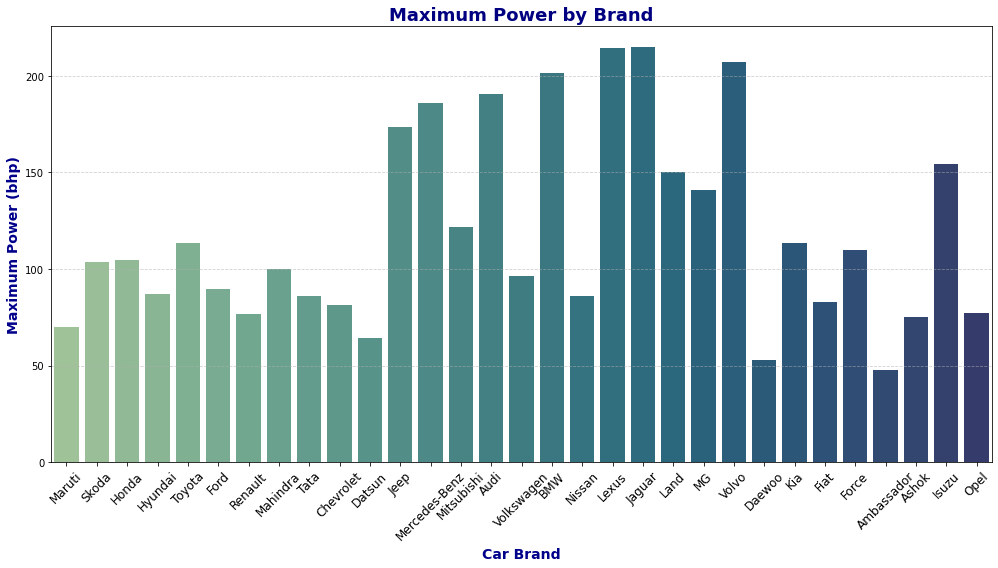 Maximum Power by Brand
Maximum Power (bhp)
200
150
100
50
0
Maruti
Skoda
Honda
Hyundai
Toyota
Ford
Renault
Mahindra
Tata
Chevrolet
Datsun
Jeep
Mercedes-Benz
Mitsubishi
Audi
Volkswagen
BMW
Nissan
Lexus
Jaguar
Land
MG
Volvo
Daewoo
Kia
Fiat
Force
Ambassador
Ashok
Isuzu
Opel
Car Brand